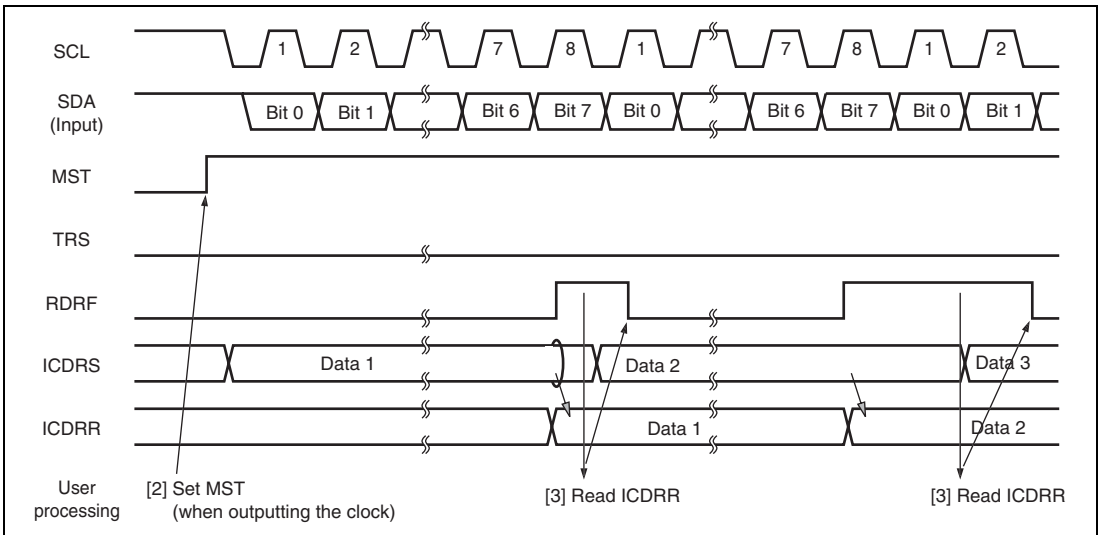 SCL 1 2 7 8 1 7 8 1 2
SDA
(Input)
Bit 0 Bit 1 Bit 6 Bit 7 Bit 0 Bit 6 Bit 7 Bit 0 Bit 1
MST
TRS
RDRF
ICDRS Data 1 Data 2 Data 3
ICDRR Data 1 Data 2
User
processing
[2] Set MST
(when outputting the clock)
[3] Read ICDRR
[3] Read ICDRR